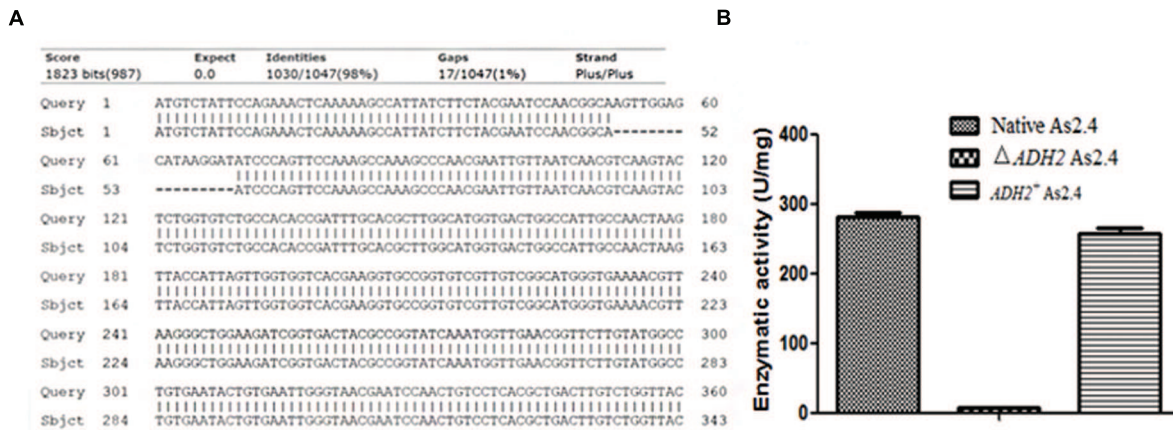 A
Score Expect Identities Gaps Strand
1823 bits(987) 0.0 1030/1047(98%) 17/1047(1%) Plus/Plus
Query 1 ATGTCTATTCCAGAAACTCAAAAAGCCATTATCTTCTACGAATCCAACGGCAAGTTGGAG 60
Sbjct 1 ATGTCTATTCCAGAAACTCAAAAAGCCATTATCTTCTACGAATCCAACGGCA-------- 52
Query 61 CATAAGGATATCCCAGTTCCAAAGCCAAAGCCCAACGAATTGTTAATCAACGTCAAGTAC 120
Sbjct 53 ---------ATCCCAGTTCCAAAGCCAAAGCCCAACGAATTGTTAATCAACGTCAAGTAC 103
Query 121 TCTGGTGTCTGCCACACCGATTTGCACGCTTGGCATGGTGACTGGCCATTGCCAACTAAG 180
Sbjct 104 TCTGGTGTCTGCCACACCGATTTGCACGCTTGGCATGGTGACTGGCCATTGCCAACTAAG 163
Query 181 TTACCATTAGTTGGTGGTCACGAAGGTGCCGGTGTCGTTGTCGGCATGGGTGAAAACGTT 240
Sbjct 164 TTACCATTAGTTGGTGGTCACGAAGGTGCCGGTGTCGTTGTCGGCATGGGTGAAAACGTT 223
Query 241 AAGGGCTGGAAGATCGGTGACTACGCCGGTATCAAATGGTTGAACGGTTCTTGTATGGCC 300
Sbjct 224 AAGGGCTGGAAGATCGGTGACTACGCCGGTATCAAATGGTTGAACGGTTCTTGTATGGCC 283
Query 301 TGTGAATACTGTGAATTGGGTAACGAATCCAACTGTCCTCACGCTGACTTGTCTGGTTAC 360
Sbjct 284 TGTGAATACTGTGAATTGGGTAACGAATCCAACTGTCCTCACGCTGACTTGTCTGGTTAC 343
B
Native As2.4
△ADH2 As2.4
ADH2⁺ As2.4
Enzymatic activity (U/mg)
400
300
200
100
0